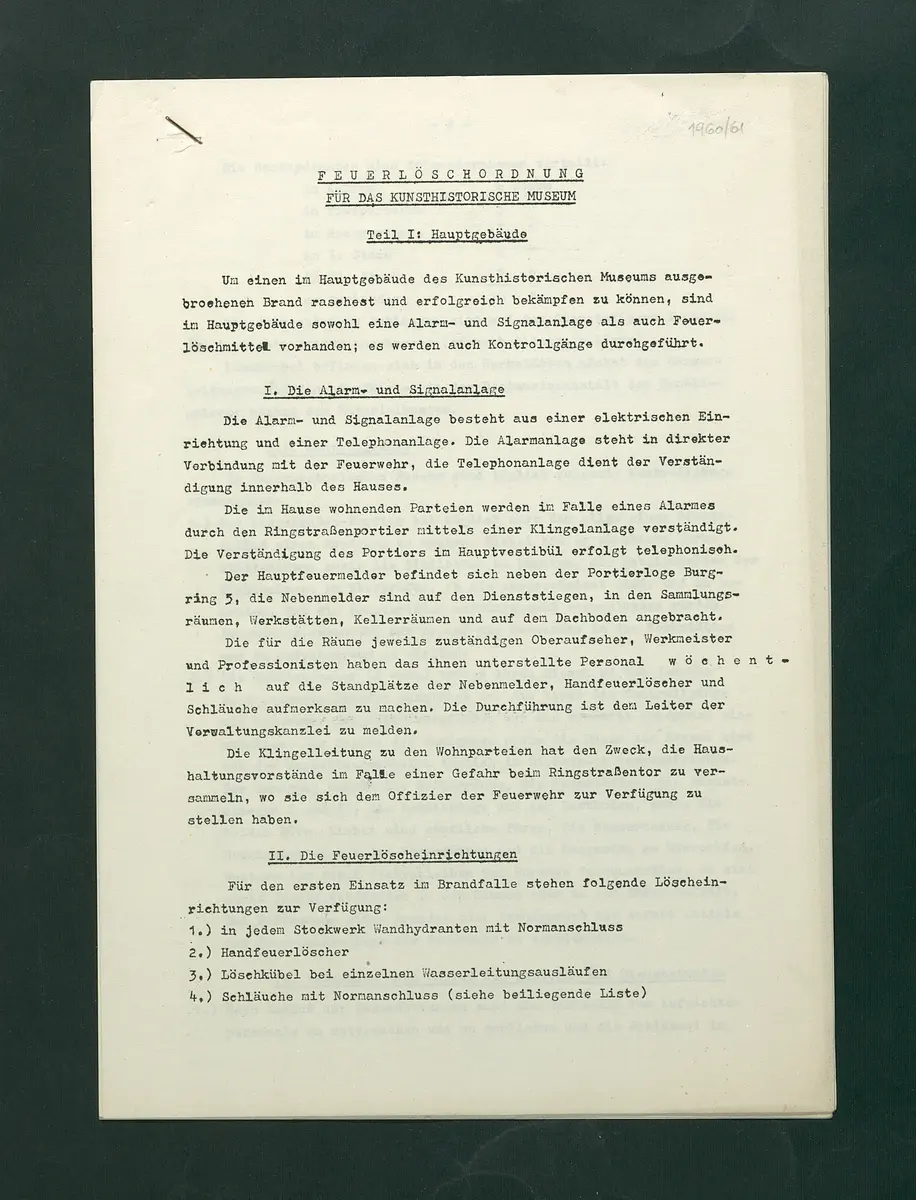 1960/61
FEUERLÖSCHORDNUNG
FÜR DAS KUNSTHISTORISCHE MUSEUM
Teil I: Hauptgebäude
Um einen im Hauptgebäude des Kunsthistorischen Museums ausge-
brochenen Brand raschest und erfolgreich bekämpfen zu können, sind
im Hauptgebäude sowohl eine Alarm- und Signalanlage als auch Feuer-
löschmittel vorhanden; es werden auch Kontrollgänge durchgeführt.
I. Die Alarm- und Signalanlage
Die Alarm- und Signalanlage besteht aus einer elektrischen Ein-
richtung und einer Telephonanlage. Die Alarmanlage steht in direkter
Verbindung mit der Feuerwehr, die Telephonanlage dient der Verstän-
digung innerhalb des Hauses.
Die im Hause wohnenden Parteien werden im Falle eines Alarmes
durch den Ringstraßenportier mittels einer Klingelanlage verständigt.
Die Verständigung des Portiers im Hauptvestibül erfolgt telephonisch.
Der Hauptfeuermelder befindet sich neben der Portierloge Burg-
ring 5, die Nebenmelder sind auf den Dienststiegen, in den Sammlungs-
räumen, Werkstätten, Kellerräumen und auf dem Dachboden angebracht.
Die für die Räume jeweils zuständigen Oberaufseher, Werkmeister
und Professionisten haben das ihnen unterstellte Personal w ö c h e n t -
l i c h auf die Standplätze der Nebenmelder, Handfeuerlöscher und
Schläuche aufmerksam zu machen. Die Durchführung ist dem Leiter der
Verwaltungskanzlei zu melden.
Die Klingelleitung zu den Wohnparteien hat den Zweck, die Haus-
haltungsvorstände im Falle einer Gefahr beim Ringstraßentor zu ver-
sammeln, wo sie sich dem Offizier der Feuerwehr zur Verfügung zu
stellen haben.
II. Die Feuerlöscheinrichtungen
Für den ersten Einsatz im Brandfalle stehen folgende Löschein-
richtungen zur Verfügung:
1.) in jedem Stockwerk Wandhydranten mit Normanschluss
2.) Handfeuerlöscher
3.) Löschkübel bei einzelnen Wasserleitungsausläufen
4.) Schläuche mit Normanschluss (siehe beiliegende Liste)